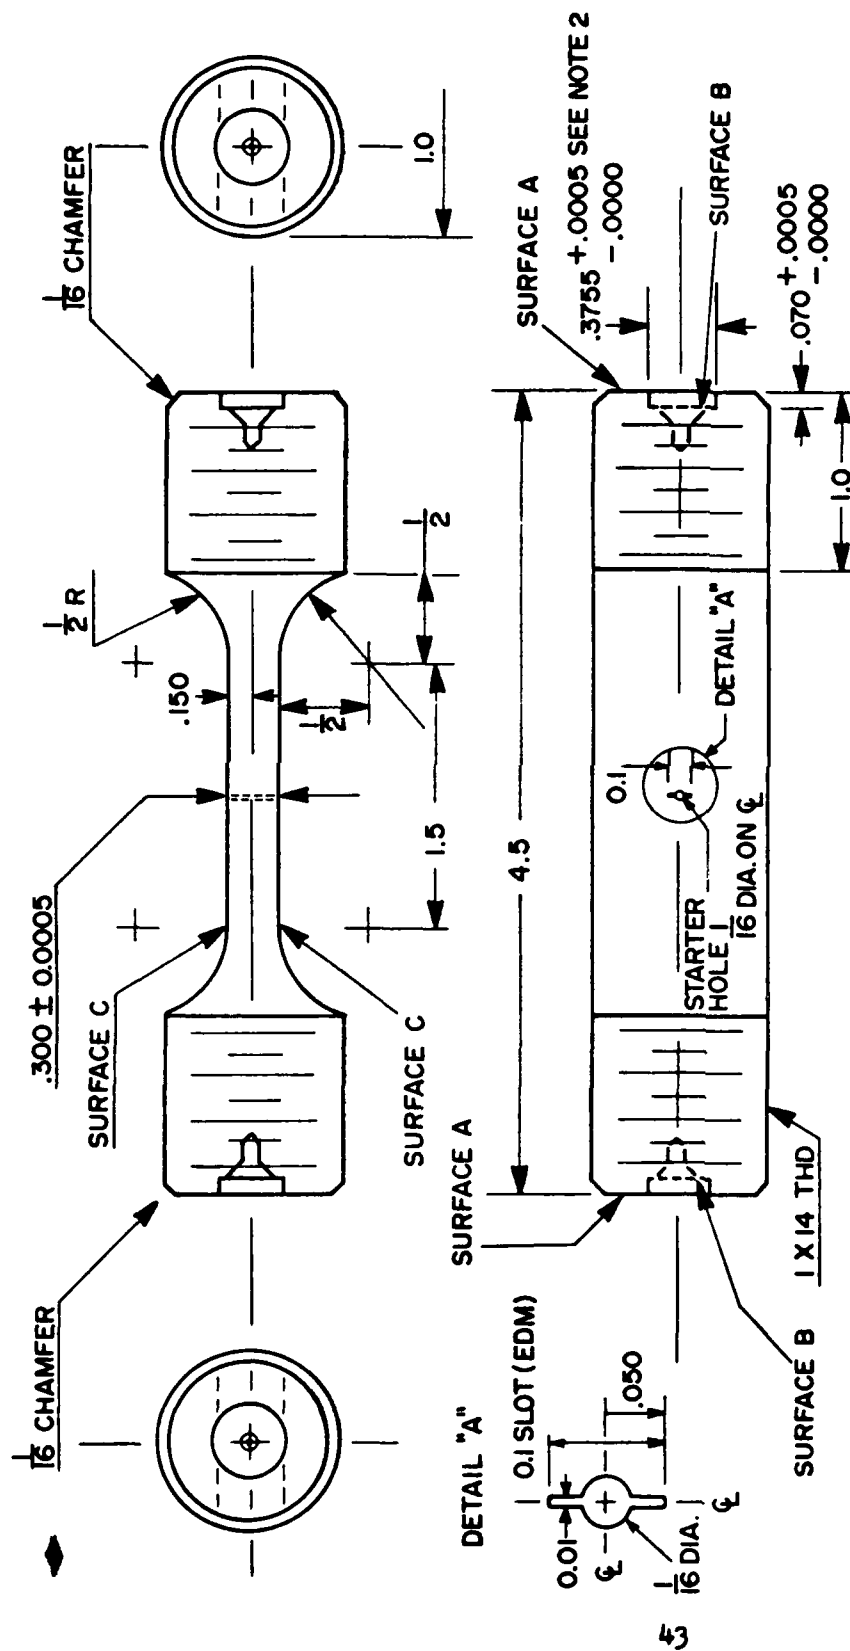 1/16 CHAMFER
.300 ± 0.0005
SURFACE C
SURFACE C
.150
1/2
1.5
1/2 R
1/2
1/16 CHAMFER
1.0
DETAIL "A"
0.1 SLOT (EDM)
0.01
.050
℄
℄
1/16 DIA.
SURFACE A
SURFACE B
1 X 14 THD
4.5
STARTER
HOLE 1/16 DIA. ON ℄
0.1
DETAIL "A"
SURFACE A
.3755 +.0005 SEE NOTE 2
-.0000
SURFACE B
.070 +.0005
-.0000
1.0
43